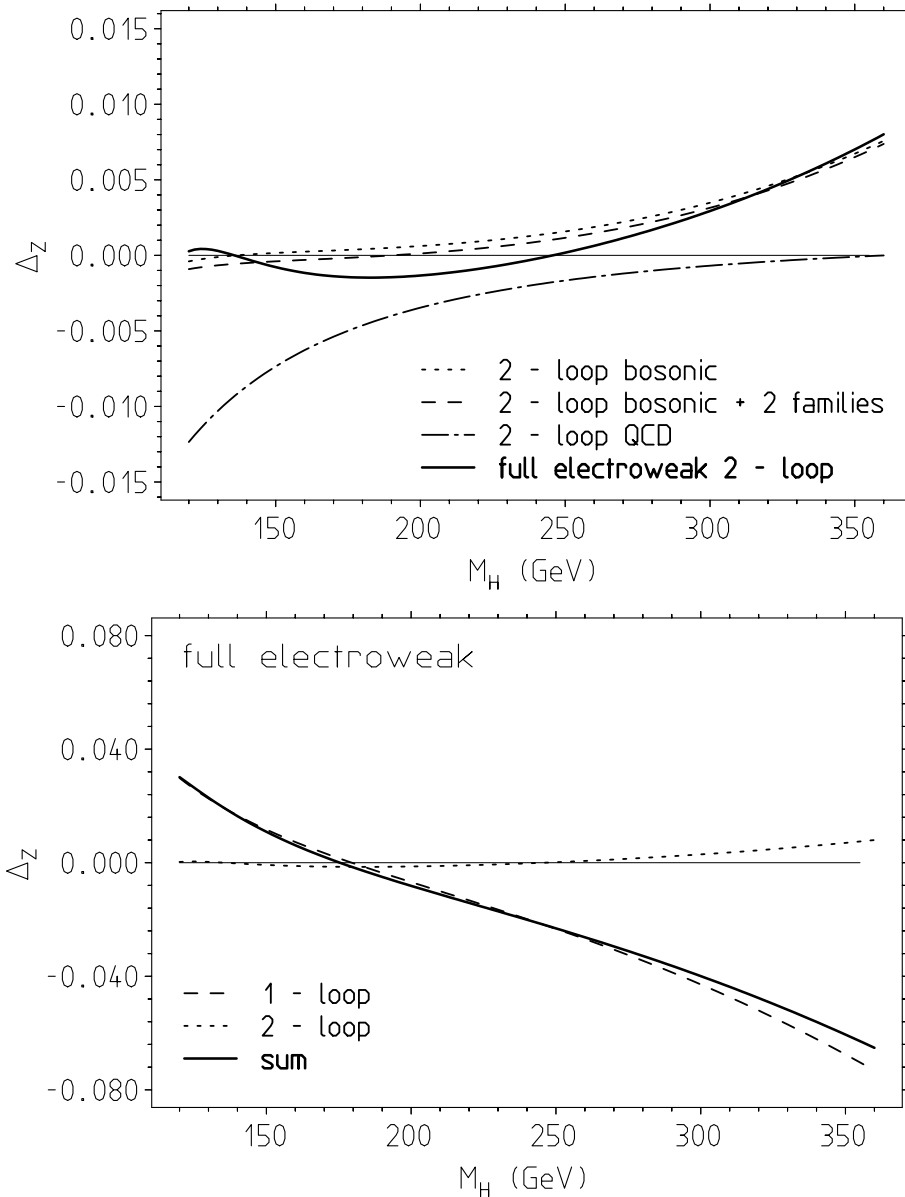 0.015
0.010
0.005
0.000
-0.005
-0.010
-0.015
Δ_Z
2 - loop bosonic
2 - loop bosonic + 2 families
2 - loop QCD
full electroweak 2 - loop
150 200 250 300 350
M_H (GeV)
0.080
full electroweak
0.040
0.000
-0.040
-0.080
Δ_Z
1 - loop
2 - loop
sum
150 200 250 300 350
M_H (GeV)